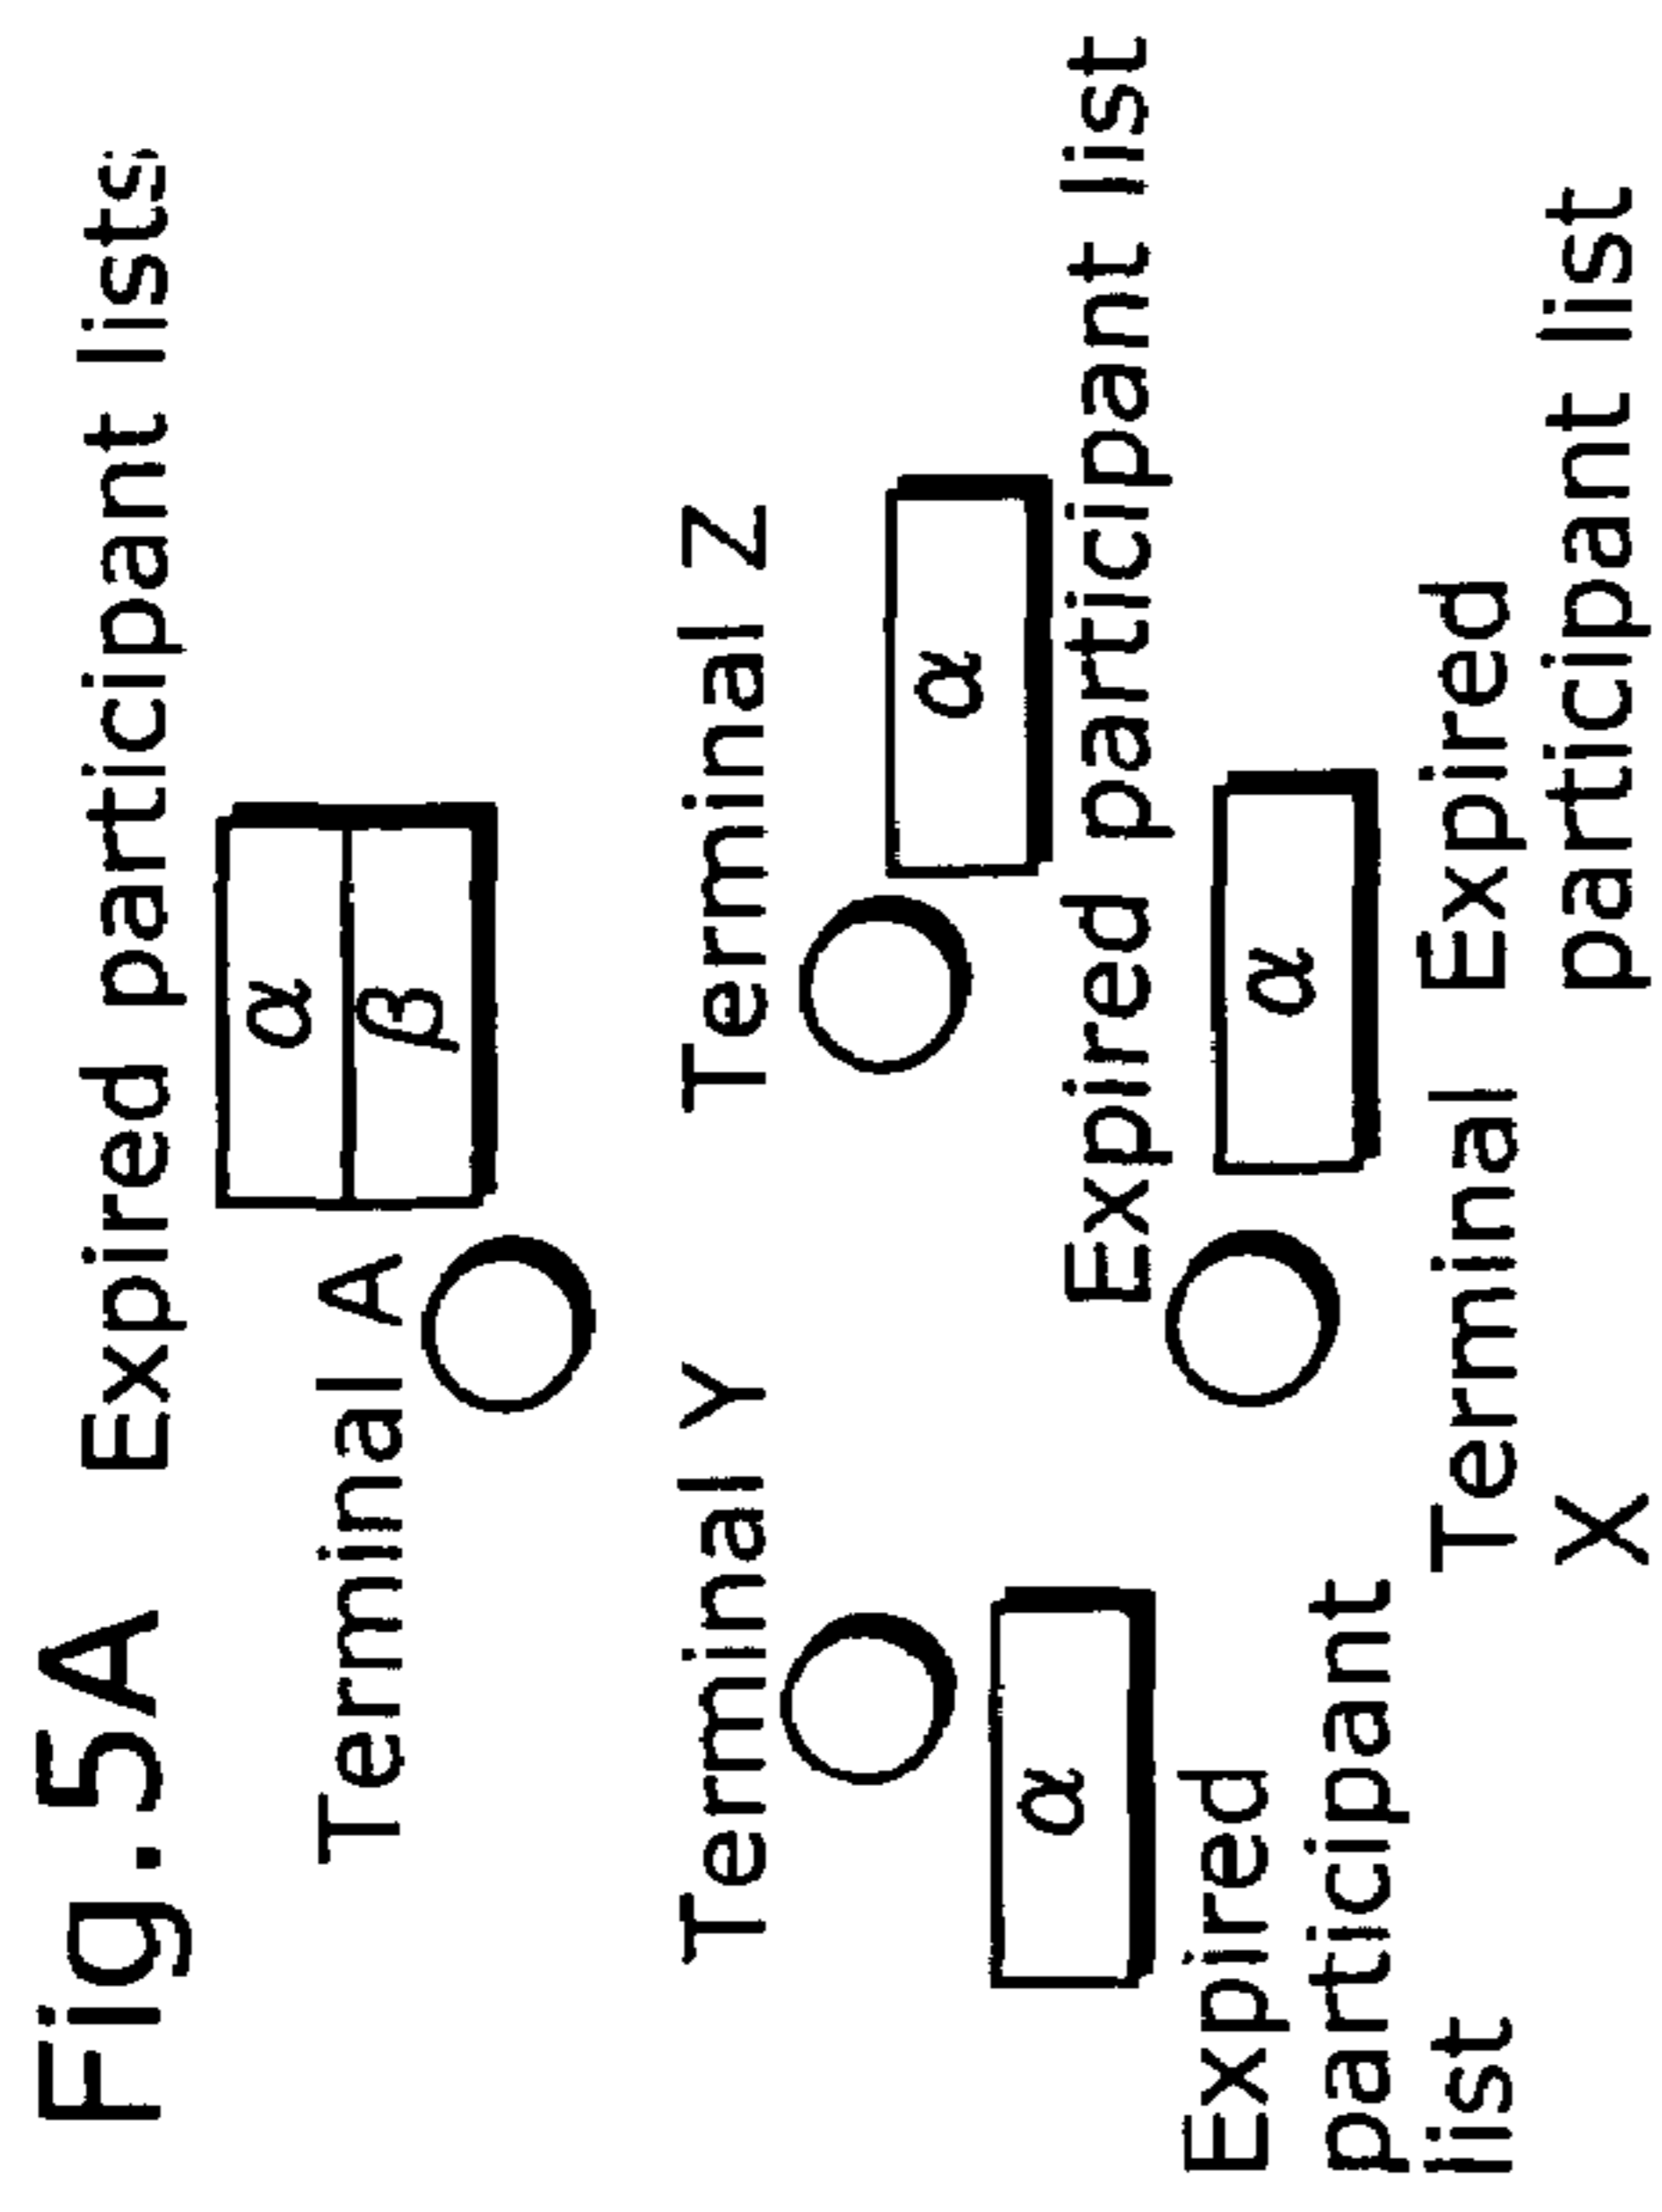 Fig.5A
Expired participant lists
α
β
Terminal A
Terminal Y
Terminal Z
α
α
Expired participant list
α
Expired
participant
list
Terminal
X
Expired
participant list